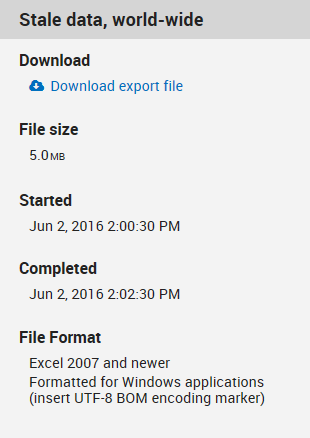 Stale data, world-wide
Download
Download export file
File size
5.0 MB
Started
Jun 2, 2016 2:00:30 PM
Completed
Jun 2, 2016 2:02:30 PM
File Format
Excel 2007 and newer
Formatted for Windows applications
(insert UTF-8 BOM encoding marker)